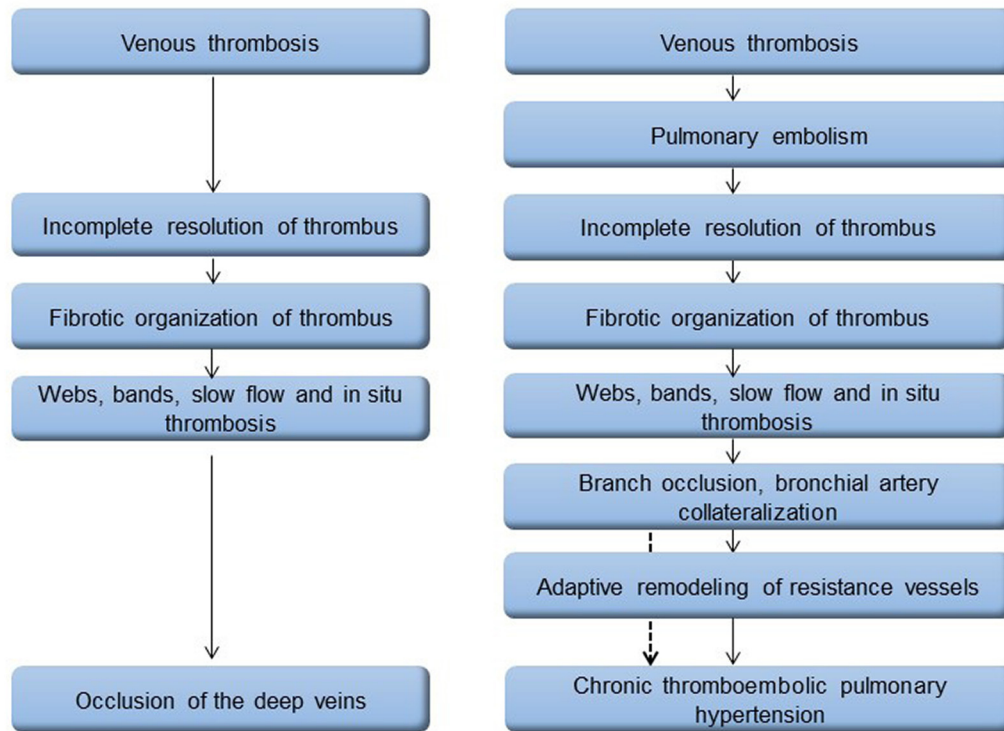 Venous thrombosis
Incomplete resolution of thrombus
Fibrotic organization of thrombus
Webs, bands, slow flow and in situ
thrombosis
Occlusion of the deep veins
Venous thrombosis
Pulmonary embolism
Incomplete resolution of thrombus
Fibrotic organization of thrombus
Webs, bands, slow flow and in situ
thrombosis
Branch occlusion, bronchial artery
collateralization
Adaptive remodeling of resistance vessels
Chronic thromboembolic pulmonary
hypertension